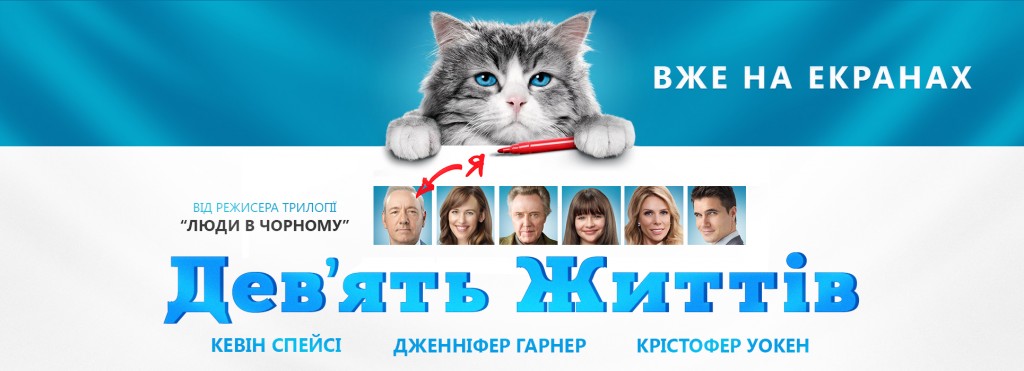 ВЖЕ НА ЕКРАНАХ
Я
ВІД РЕЖИСЕРА ТРИЛОГІЇ
“ЛЮДИ В ЧОРНОМУ”
Дев’ять Життів
КЕВІН СПЕЙСІ ДЖЕННІФЕР ГАРНЕР КРІСТОФЕР УОКЕН